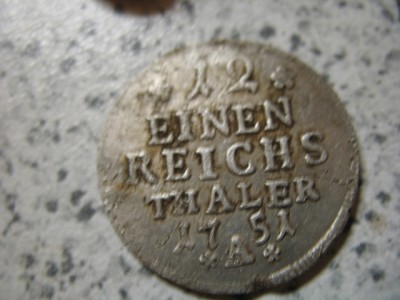 12
EINEN
REICHS
THALER
1751
A